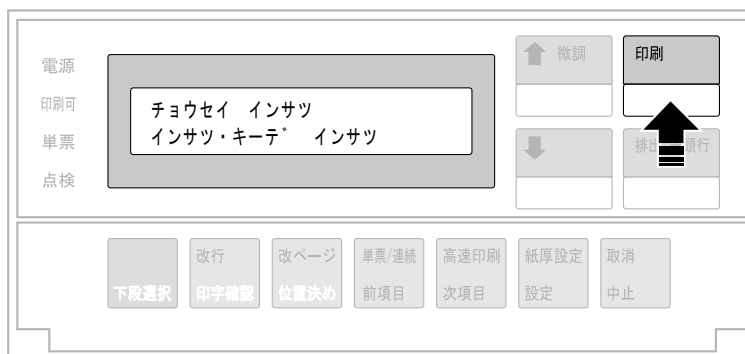 電源
印刷可
単票
点検
チョウセイ インサツ
インサツ・キーデ インサツ
微調
印刷
排出 頭行
改行
改ページ
単票/連続
高速印刷
紙厚設定
取消
下段選択
印字確認
位置決め
前項目
次項目
設定
中止